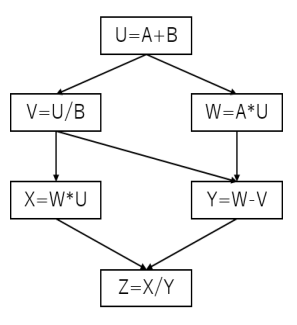 U=A+B
V=U/B
W=A*U
X=W*U
Y=W-V
Z=X/Y